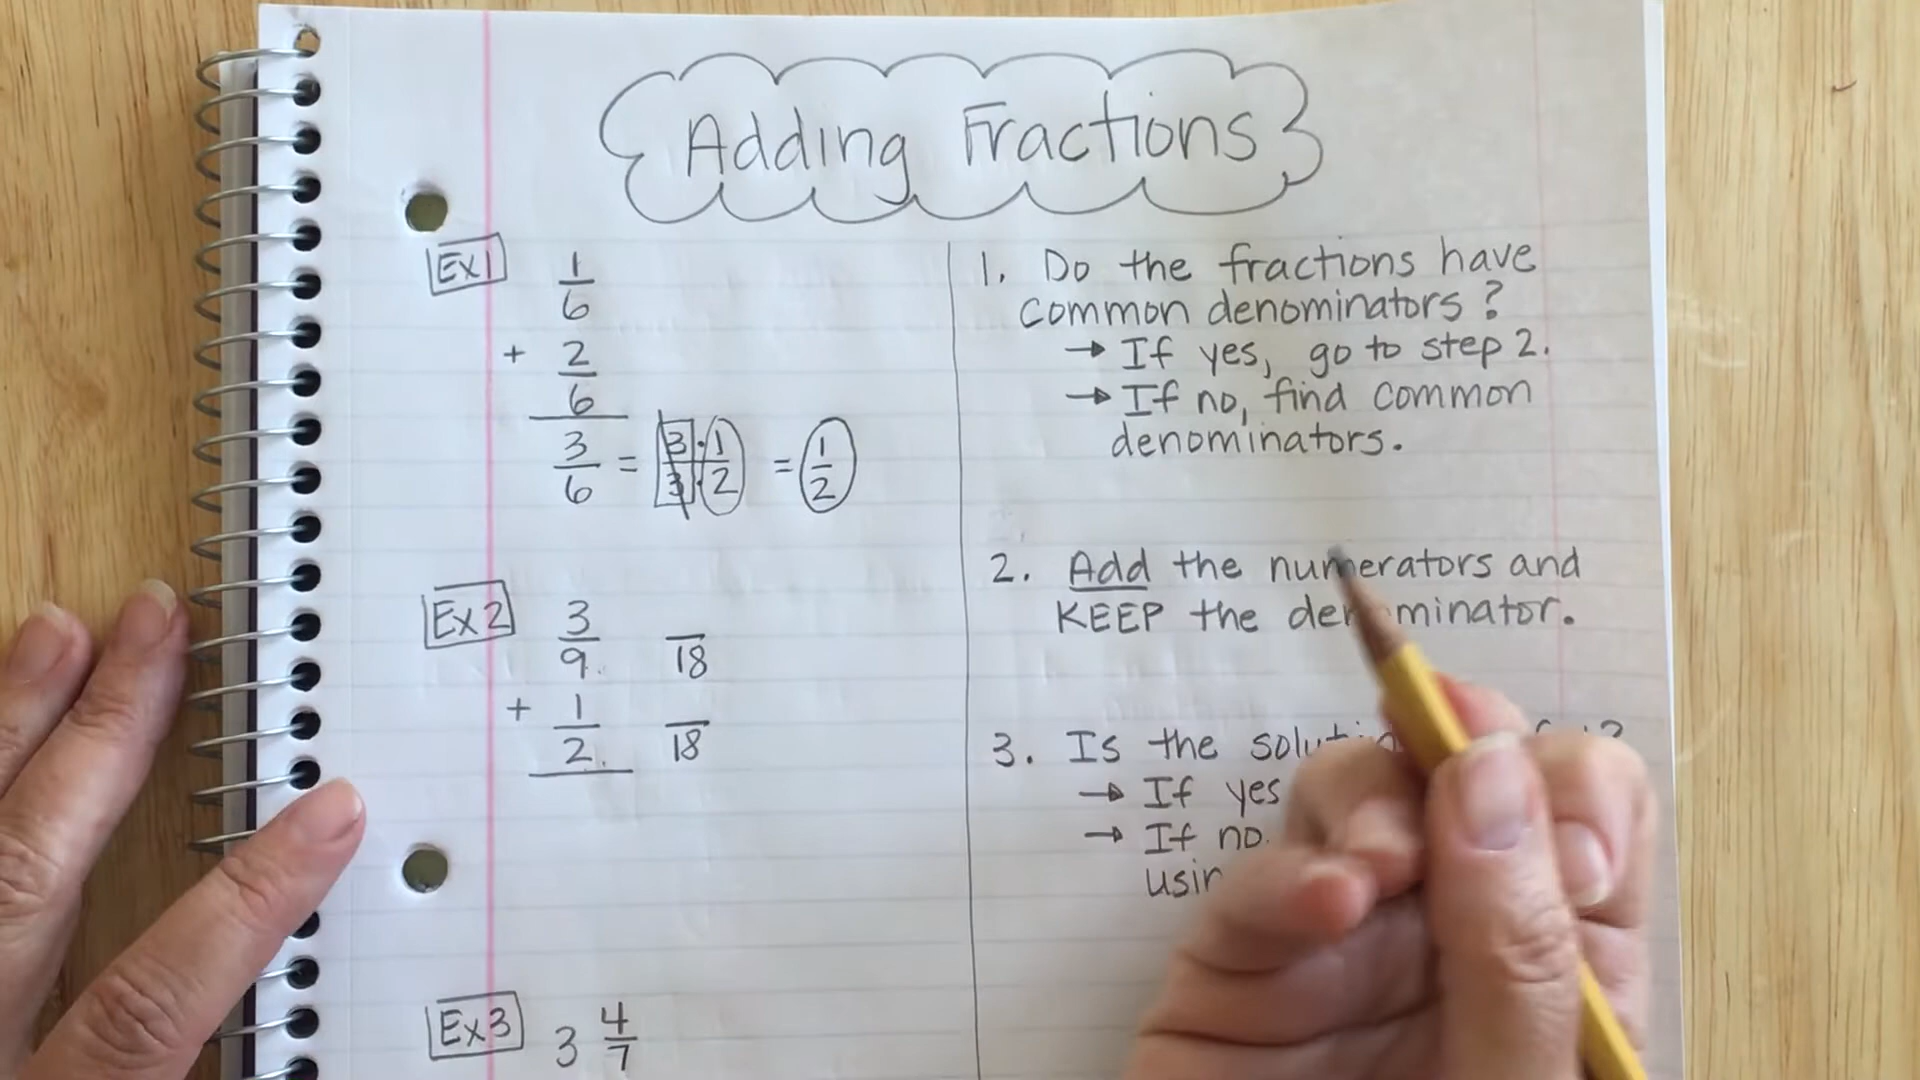 Adding Fractions
Ex1
1
6
+ 2
6
3/6 = 3/3 · 1/2 = 1/2
Ex2
3
9
18
+ 1
2
18
Ex3 3 4/7
1. Do the fractions have
common denominators?
→ If yes, go to step 2.
→ If no, find common
denominators.
2. Add the numerators and
KEEP the denominator.
3. Is the
→ If yes
→ If no